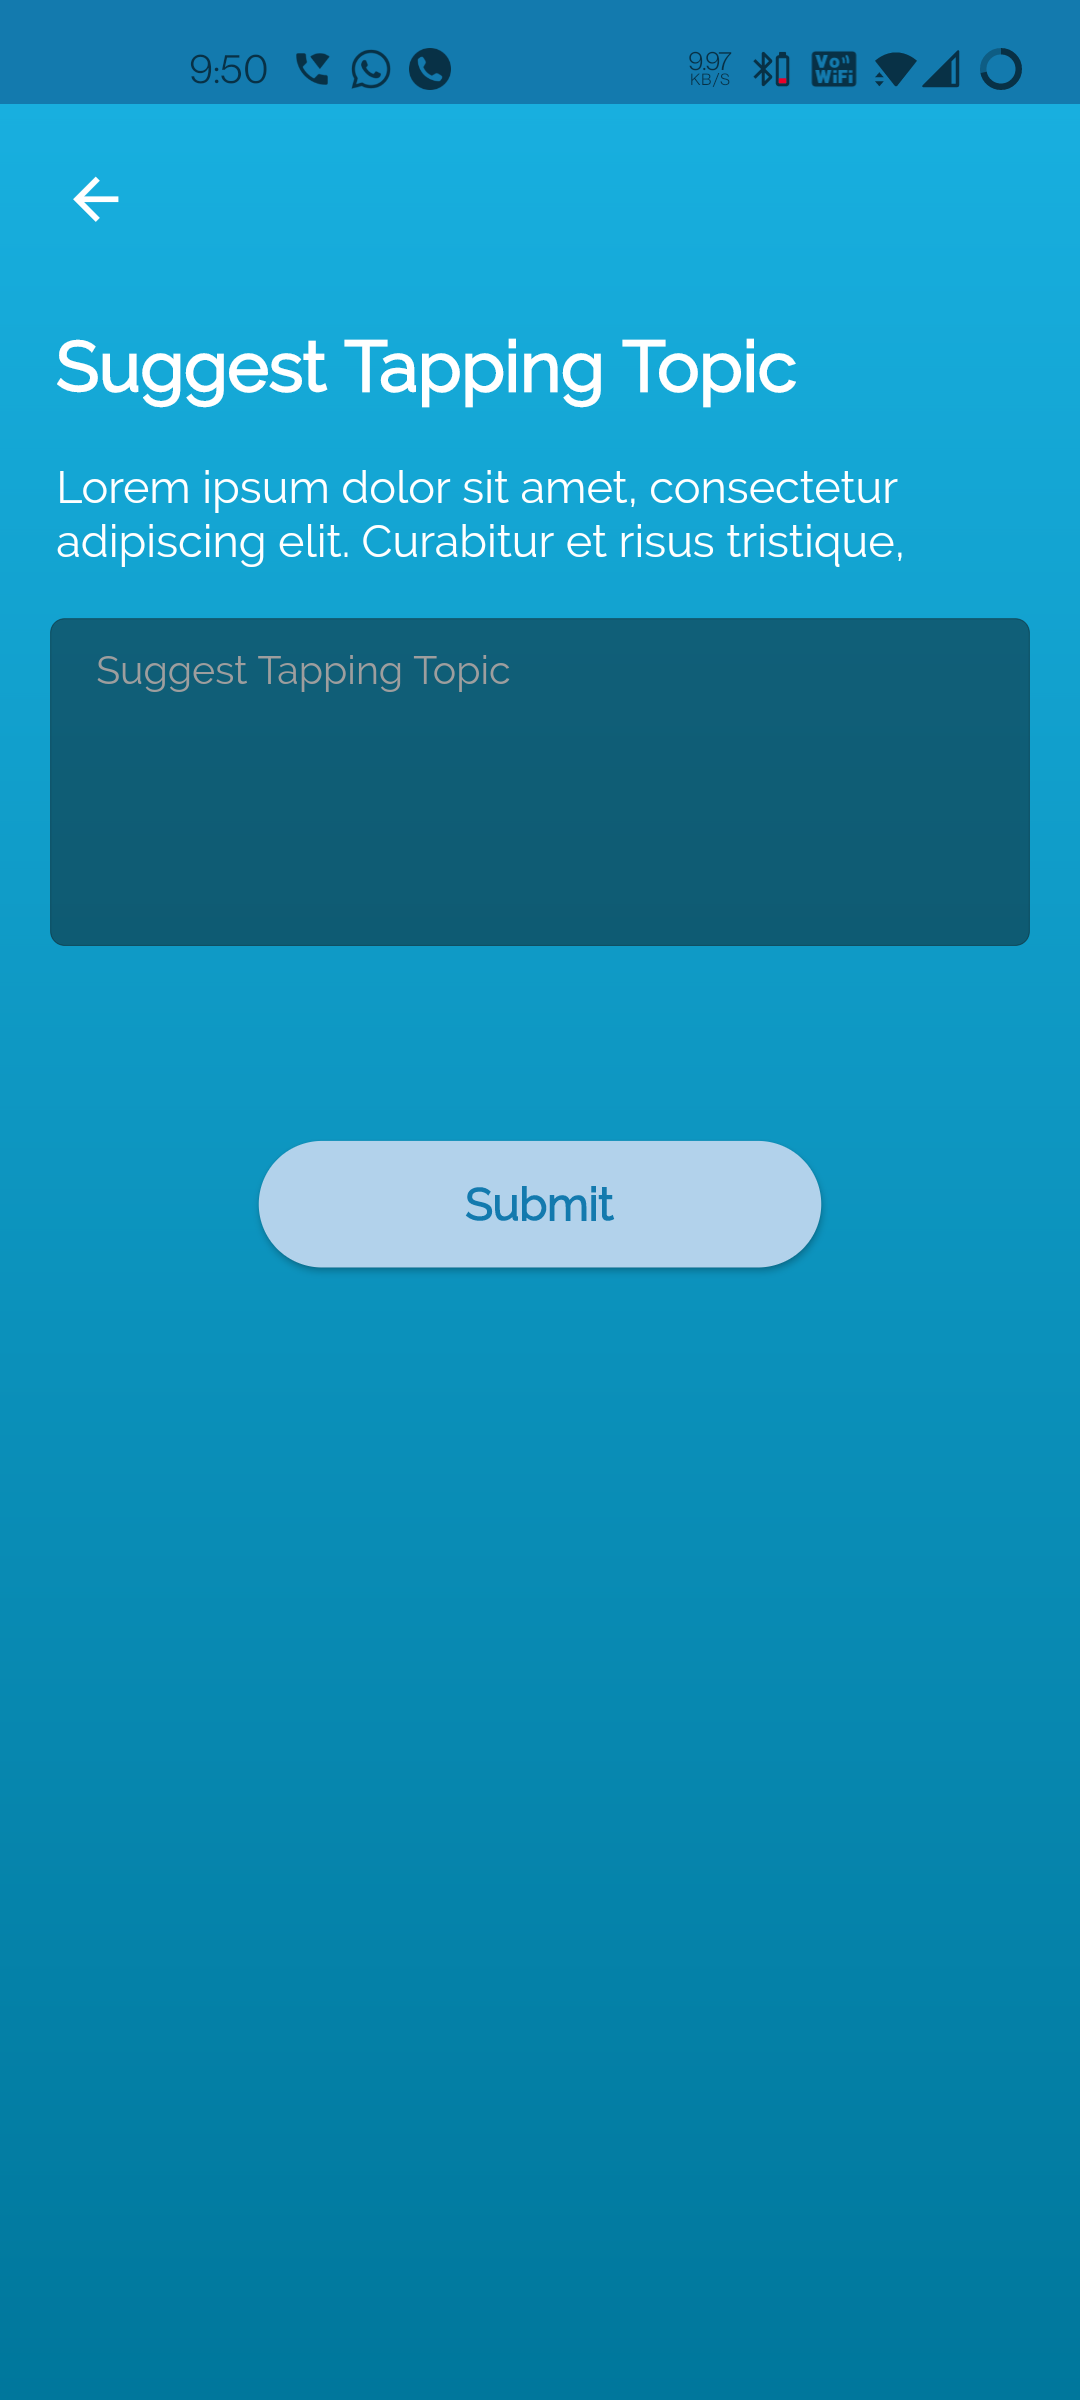 9:50
9.97
KB/S
Vo
WiFi
Suggest Tapping Topic
Lorem ipsum dolor sit amet, consectetur
adipiscing elit. Curabitur et risus tristique,
Suggest Tapping Topic
Submit